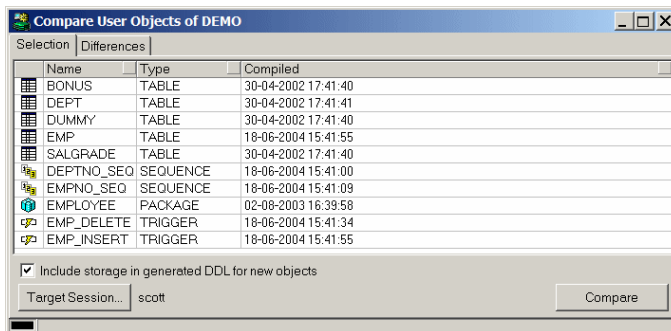 Compare User Objects of DEMO
Selection Differences
Name Type Compiled
BONUS TABLE 30-04-2002 17:41:40
DEPT TABLE 30-04-2002 17:41:41
DUMMY TABLE 30-04-2002 17:41:40
EMP TABLE 18-06-2004 15:41:55
SALGRADE TABLE 30-04-2002 17:41:40
DEPTNO_SEQ SEQUENCE 18-06-2004 15:41:00
EMPNO_SEQ SEQUENCE 18-06-2004 15:41:09
EMPLOYEE PACKAGE 02-08-2003 16:39:58
EMP_DELETE TRIGGER 18-06-2004 15:41:34
EMP_INSERT TRIGGER 18-06-2004 15:41:55
Include storage in generated DDL for new objects
Target Session... scott Compare